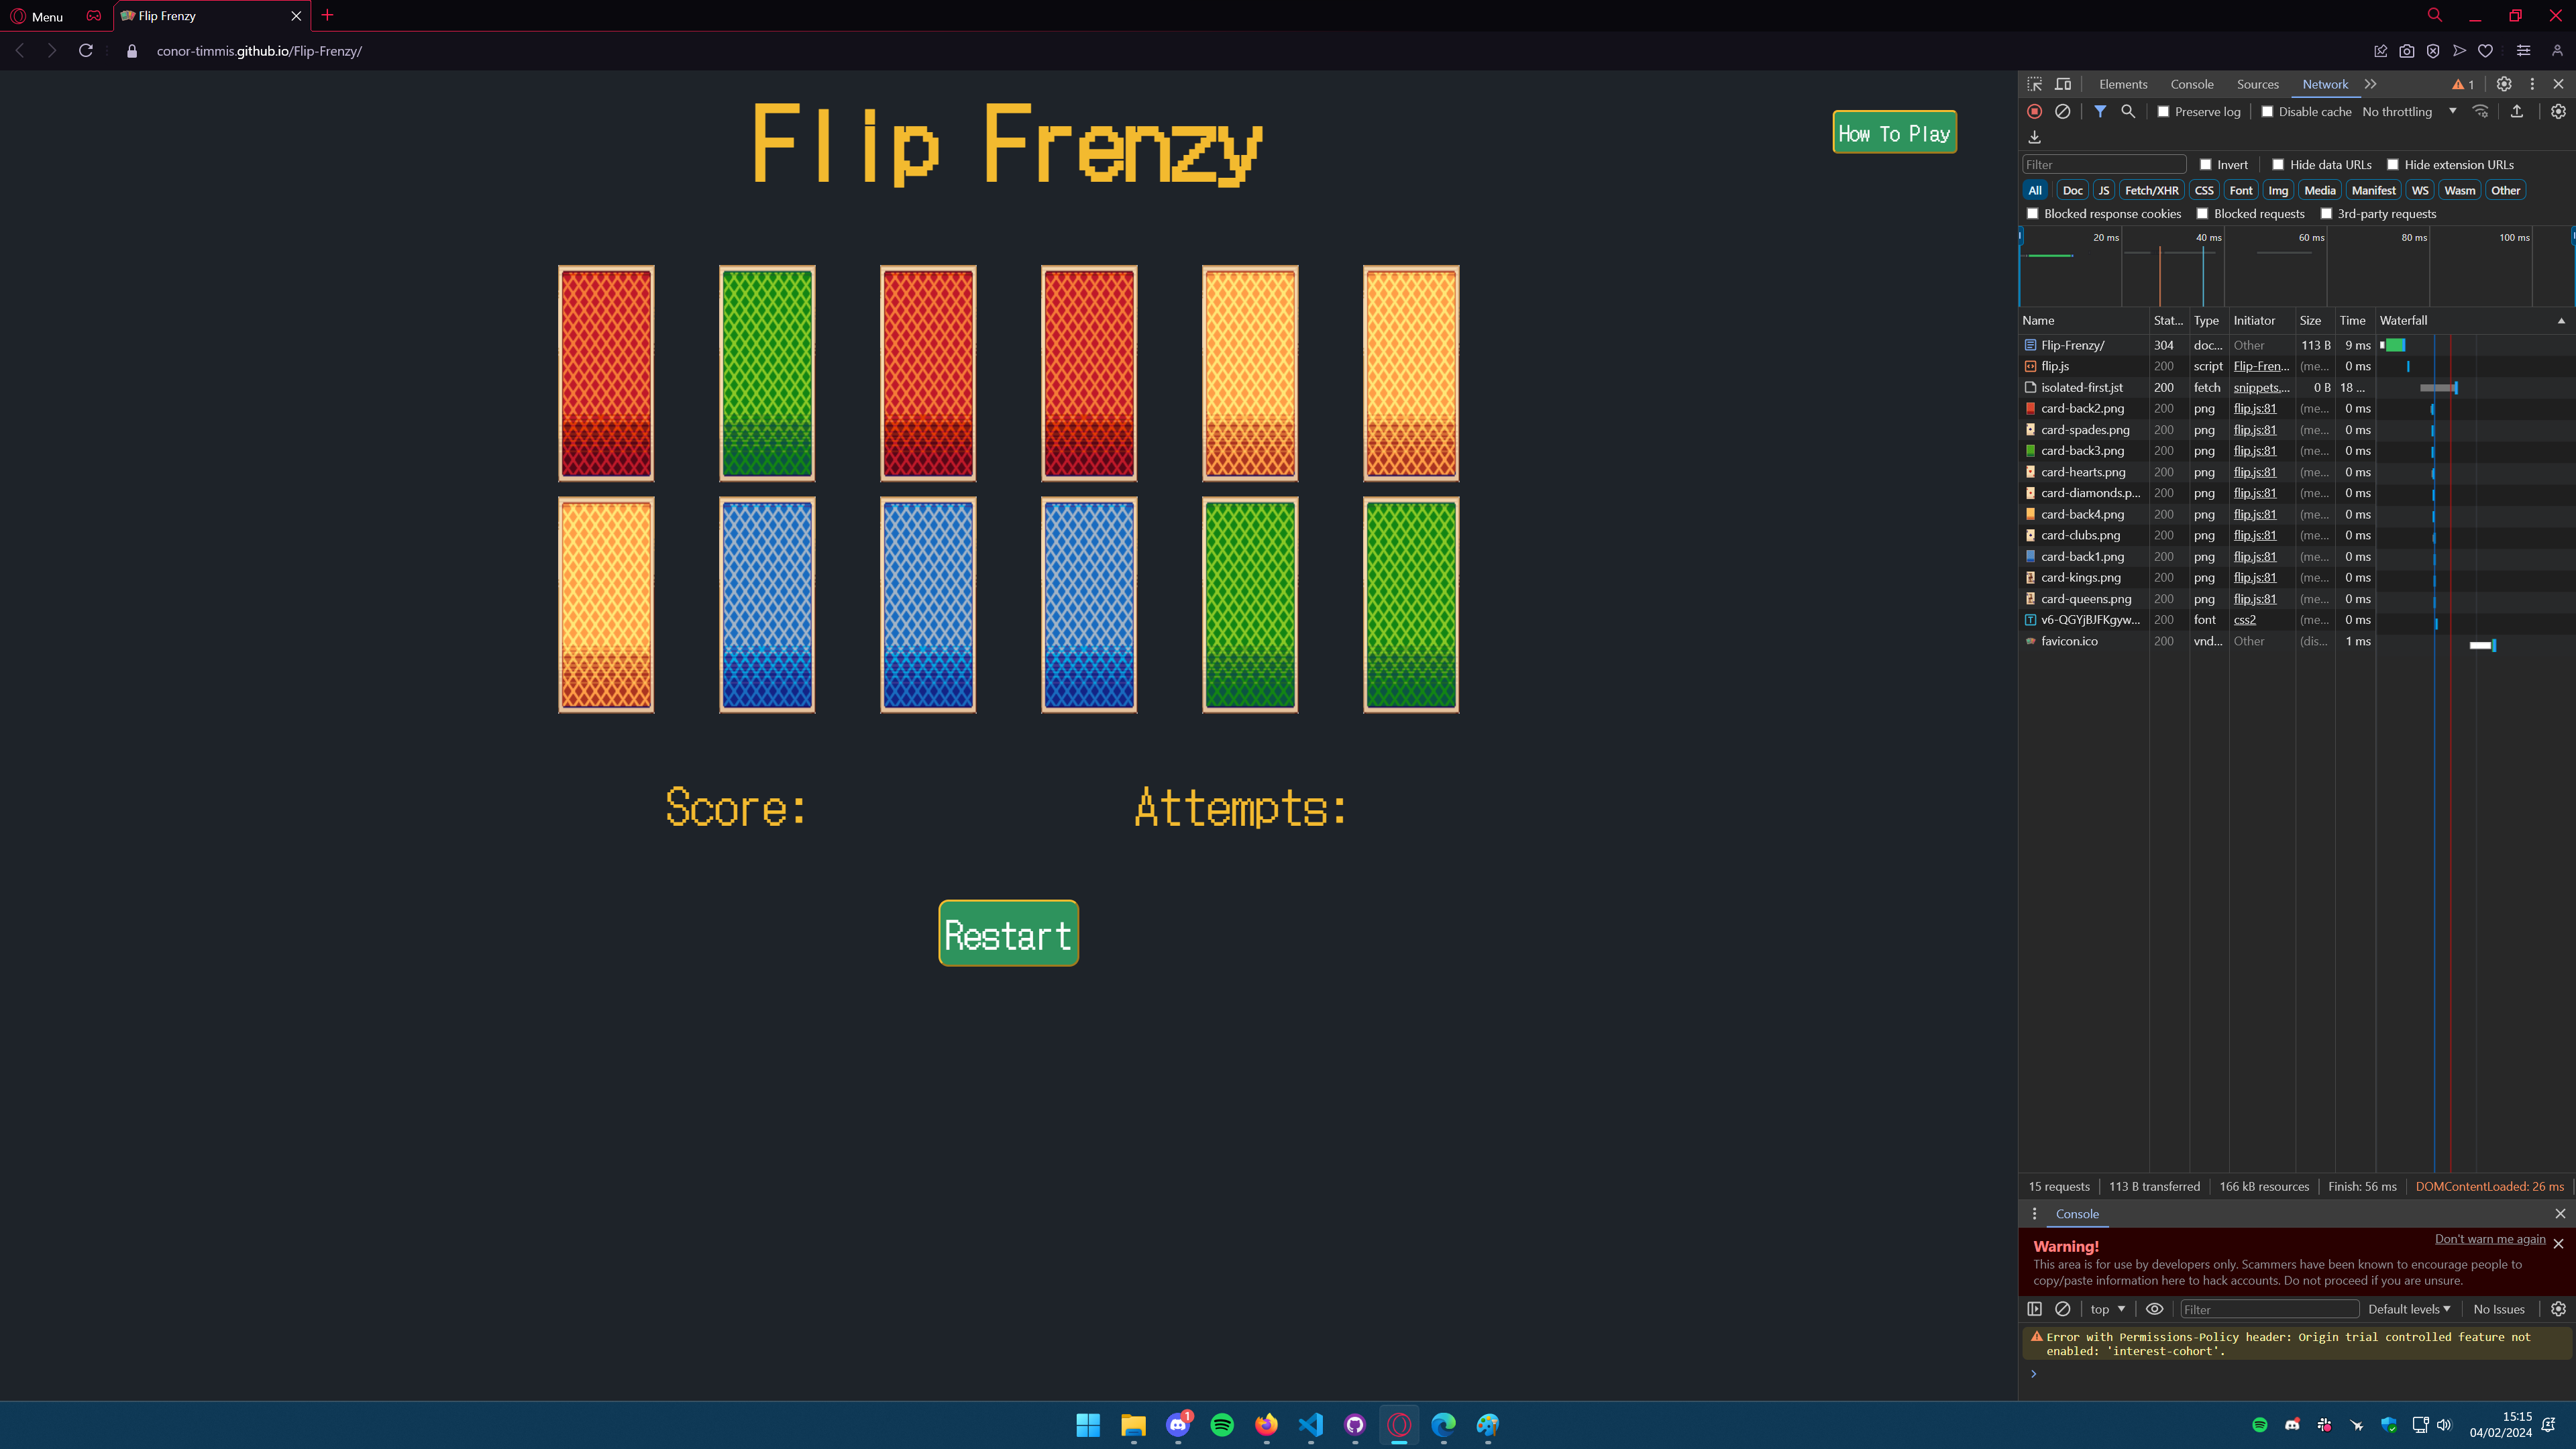 Menu
Flip Frenzy
conor-timmis.github.io/Flip-Frenzy/
Flip Frenzy
How To Play
Score:
Attempts:
Restart
Elements Console Sources Network 1
Preserve log Disable cache No throttling
Filter Invert Hide data URLs Hide extension URLs
All Doc JS Fetch/XHR CSS Font Img Media Manifest WS Wasm Other
Blocked response cookies Blocked requests 3rd-party requests
20 ms 40 ms 60 ms 80 ms 100 ms
Name Stat... Type Initiator Size Time Waterfall
Flip-Frenzy/ 304 doc... Other 113 B 9 ms
flip.js 200 script Flip-Fren... (me... 0 ms
isolated-first.jst 200 fetch snippets.... 0 B 18 ...
card-back2.png 200 png flip.js:81 (me... 0 ms
card-spades.png 200 png flip.js:81 (me... 0 ms
card-back3.png 200 png flip.js:81 (me... 0 ms
card-hearts.png 200 png flip.js:81 (me... 0 ms
card-diamonds.p... 200 png flip.js:81 (me... 0 ms
card-back4.png 200 png flip.js:81 (me... 0 ms
card-clubs.png 200 png flip.js:81 (me... 0 ms
card-back1.png 200 png flip.js:81 (me... 0 ms
card-kings.png 200 png flip.js:81 (me... 0 ms
card-queens.png 200 png flip.js:81 (me... 0 ms
v6-QGYjBJFKgyw... 200 font css2 (me... 0 ms
favicon.ico 200 vnd... Other (dis... 1 ms
15 requests 113 B transferred 166 kB resources Finish: 56 ms DOMContentLoaded: 26 ms
Console
Warning! Don't warn me again
This area is for use by developers only. Scammers have been known to encourage people to
copy/paste information here to hack accounts. Do not proceed if you are unsure.
top Filter Default levels No Issues
Error with Permissions-Policy header: Origin trial controlled feature not
enabled: 'interest-cohort'.
1
15:15
04/02/2024